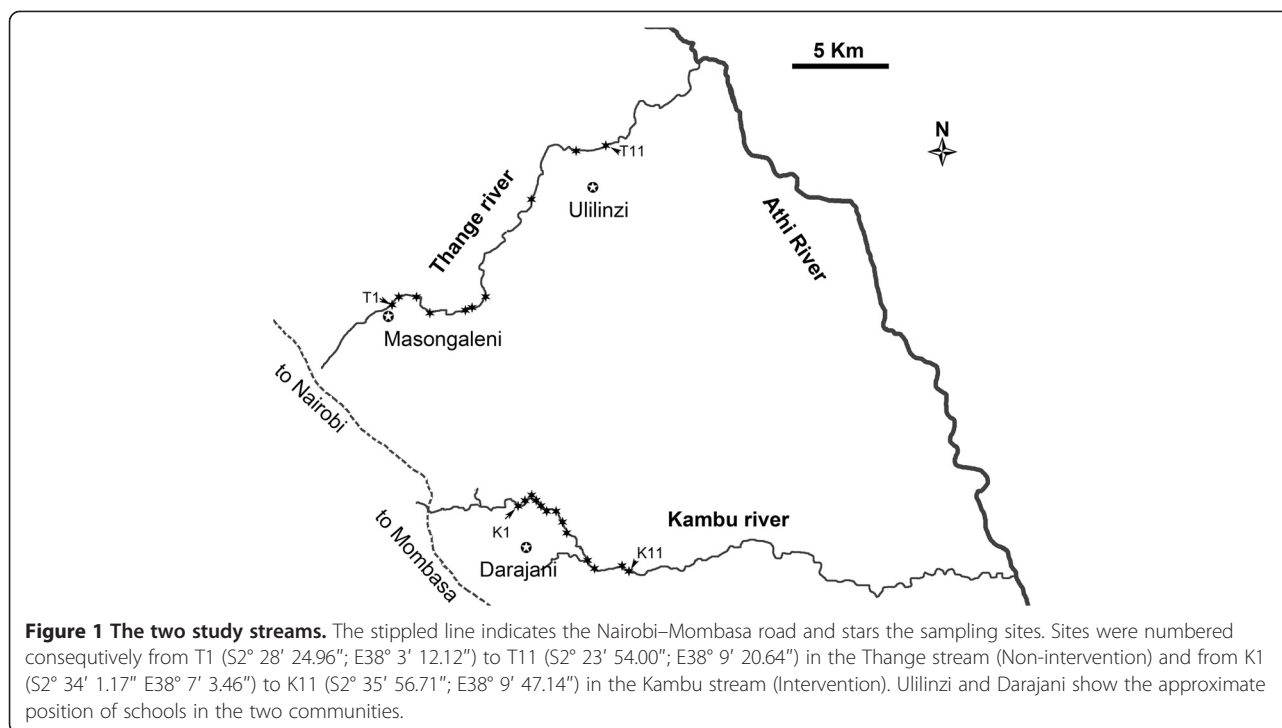 5 Km
N
T11
Ulilinzi
Thange river
Athi River
T1
Masongaleni
to Nairobi
K1
Kambu river
to Mombasa
Darajani
K11
Figure 1 The two study streams. The stippled line indicates the Nairobi–Mombasa road and stars the sampling sites. Sites were numbered
consequtively from T1 (S2° 28′ 24.96″; E38° 3′ 12.12″) to T11 (S2° 23′ 54.00″; E38° 9′ 20.64″) in the Thange stream (Non-intervention) and from K1
(S2° 34′ 1.17″ E38° 7′ 3.46″) to K11 (S2° 35′ 56.71″; E38° 9′ 47.14″) in the Kambu stream (Intervention). Ulilinzi and Darajani show the approximate
position of schools in the two communities.